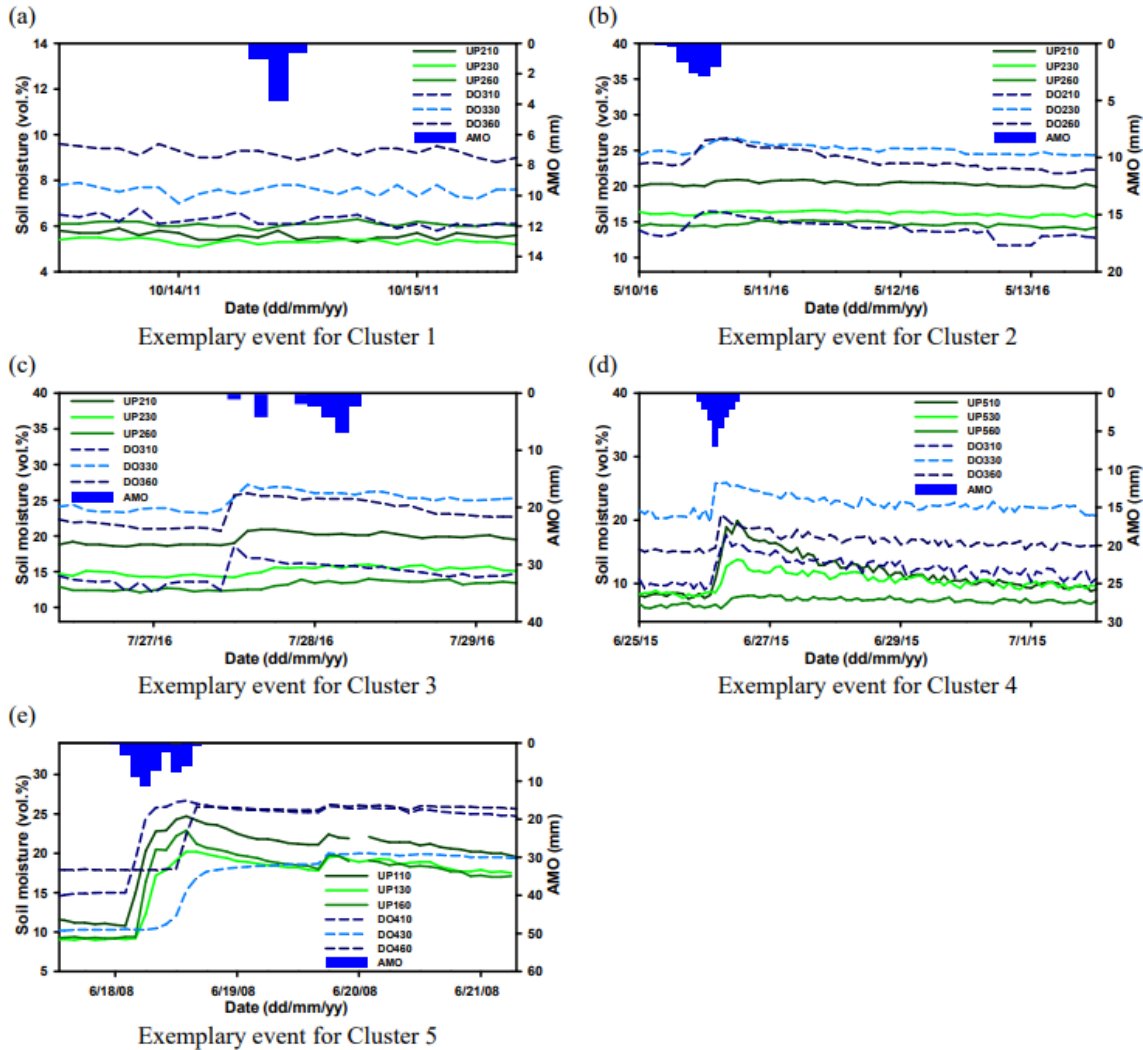 (a)
14
12
10
8
6
4
Soil moisture (vol.%)
UP210
UP230
UP260
DO310
DO330
DO360
AMO
0
2
4
6
8
10
12
14
AMO (mm)
10/14/11
10/15/11
Date (dd/mm/yy)
Exemplary event for Cluster 1
(b)
40
35
30
25
20
15
10
Soil moisture (vol.%)
UP210
UP230
UP260
DO210
DO230
DO260
AMO
0
5
10
15
20
AMO (mm)
5/10/16
5/11/16
5/12/16
5/13/16
Date (dd/mm/yy)
Exemplary event for Cluster 2
(c)
40
35
30
25
20
15
10
Soil moisture (vol.%)
UP210
UP230
UP260
DO310
DO330
DO360
AMO
0
10
20
30
40
AMO (mm)
7/27/16
7/28/16
7/29/16
Date (dd/mm/yy)
Exemplary event for Cluster 3
(d)
40
30
20
10
Soil moisture (vol.%)
UP510
UP530
UP560
DO310
DO330
DO360
AMO
0
5
10
15
20
25
30
AMO (mm)
6/25/15
6/27/15
6/29/15
7/1/15
Date (dd/mm/yy)
Exemplary event for Cluster 4
(e)
30
25
20
15
10
5
Soil moisture (vol.%)
UP110
UP130
UP160
DO410
DO430
DO460
AMO
0
10
20
30
40
50
60
AMO (mm)
6/18/08
6/19/08
6/20/08
6/21/08
Date (dd/mm/yy)
Exemplary event for Cluster 5